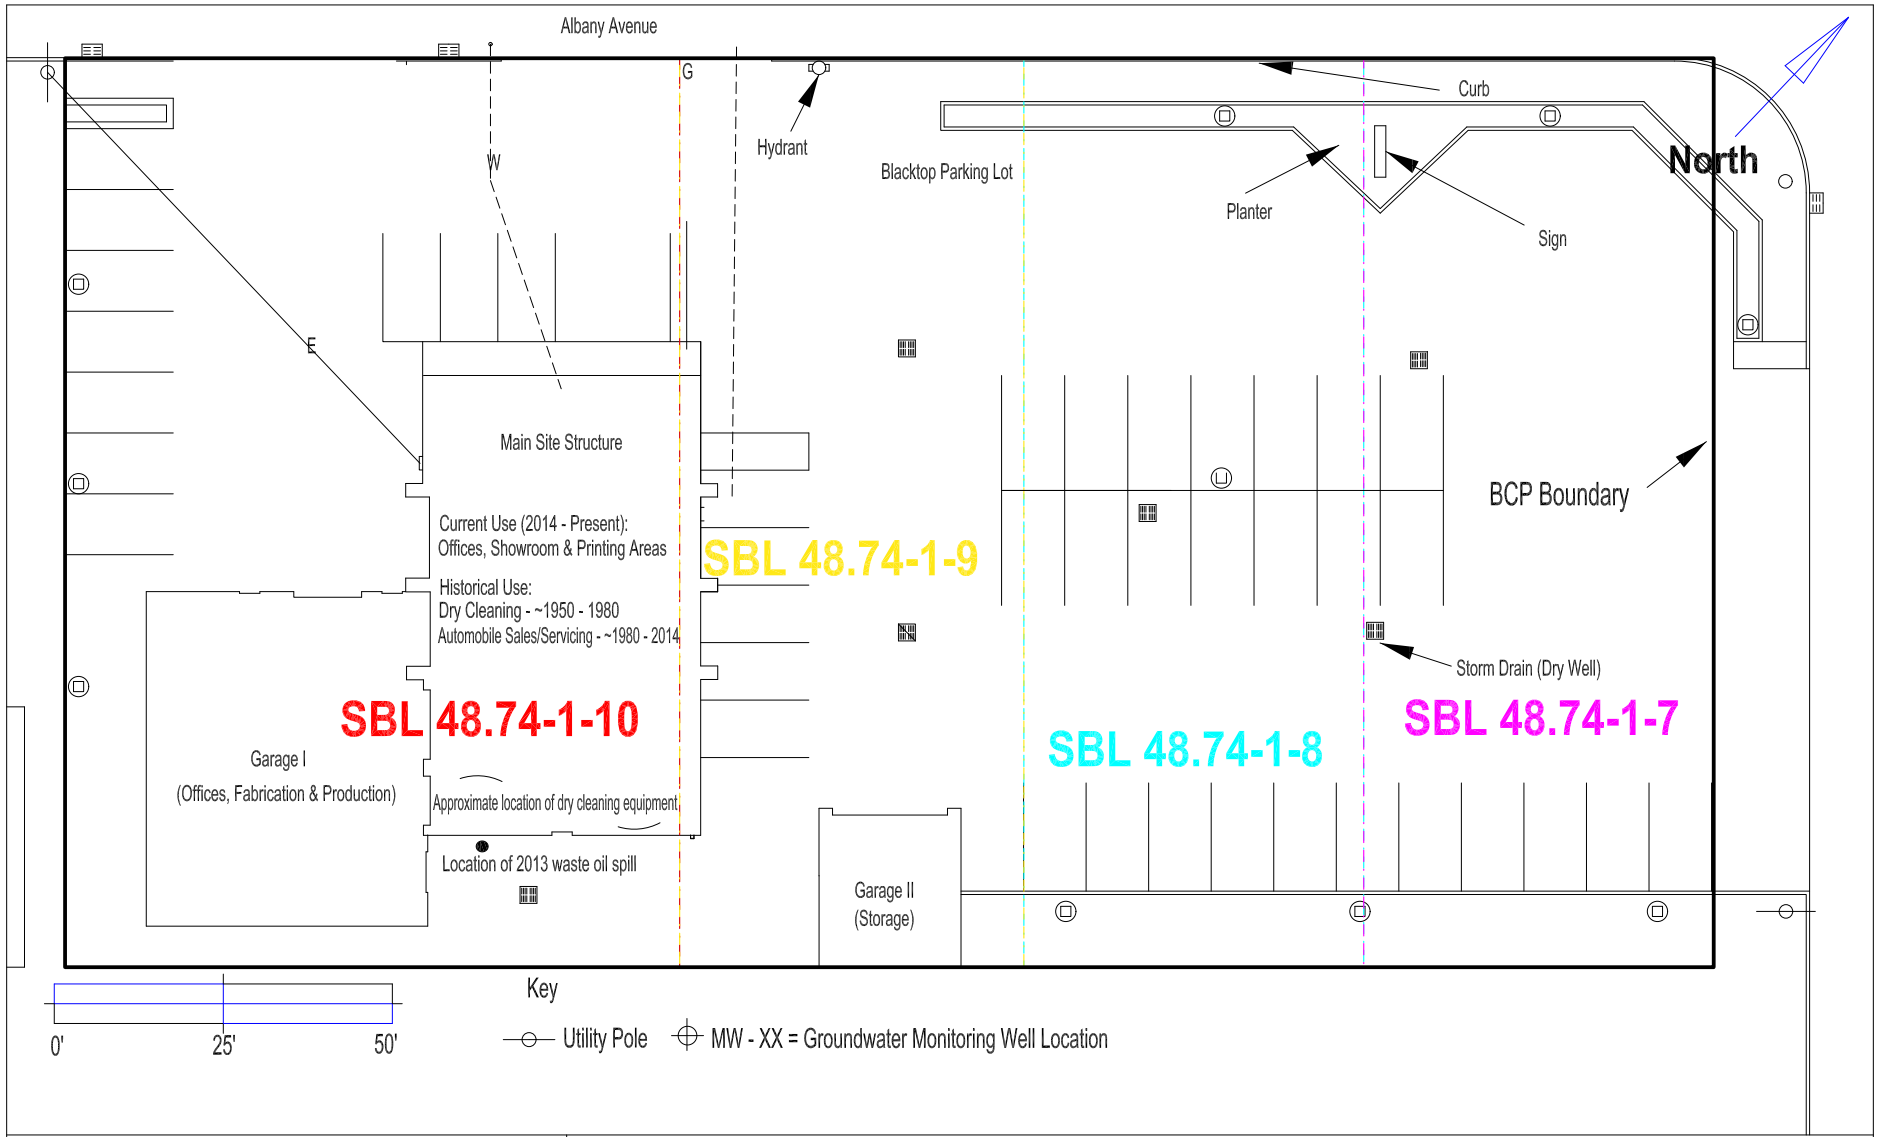 Albany Avenue
G
Curb
Hydrant
W
Blacktop Parking Lot
North
Planter
Sign
E
Main Site Structure
BCP Boundary
Current Use (2014 - Present):
Offices, Showroom & Printing Areas
SBL 48.74-1-9
Historical Use:
Dry Cleaning - ~1950 - 1980
Automobile Sales/Servicing - ~1980 - 2014
Storm Drain (Dry Well)
SBL 48.74-1-10
SBL 48.74-1-7
SBL 48.74-1-8
Garage I
(Offices, Fabrication & Production)
Approximate location of dry cleaning equipment
Location of 2013 waste oil spill
Garage II
(Storage)
Key
0'
25'
50'
Utility Pole
MW - XX = Groundwater Monitoring Well Location